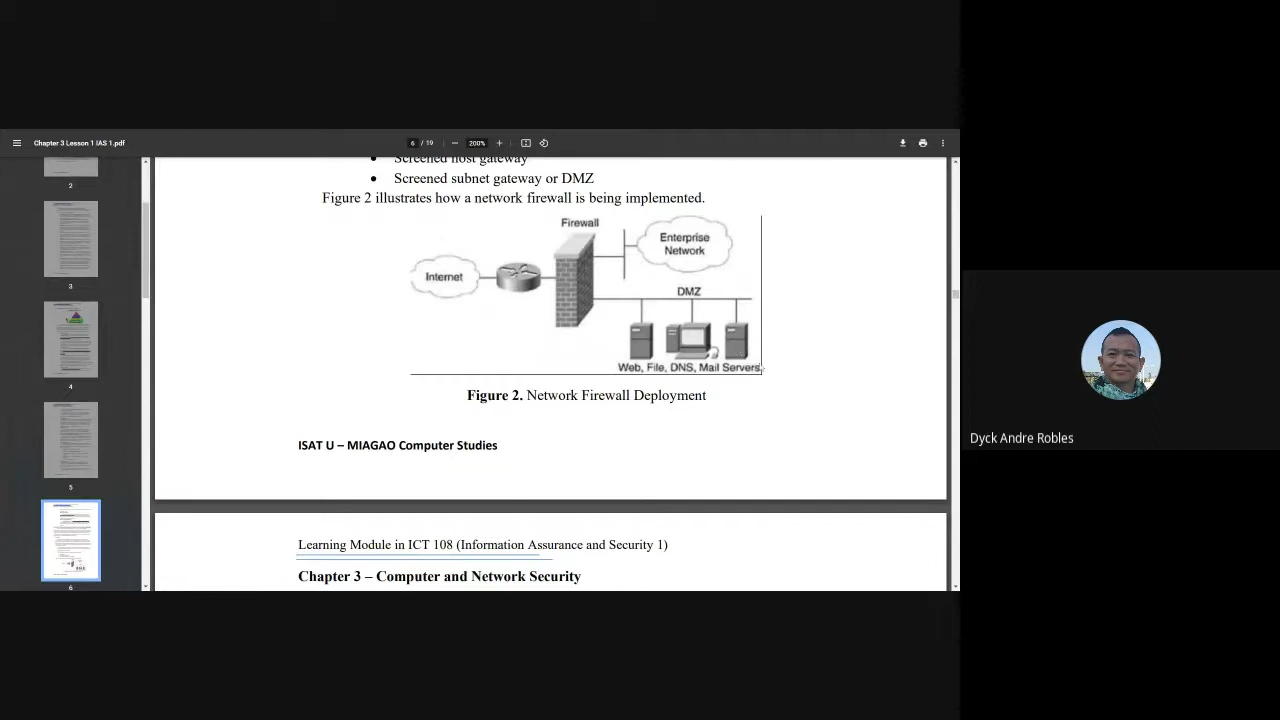 Chapter 3 Lesson 1 IAS 1.pdf
6 / 19
200%
Screened host gateway
Screened subnet gateway or DMZ
Figure 2 illustrates how a network firewall is being implemented.
Firewall
Enterprise
Network
Internet
DMZ
Web, File, DNS, Mail Servers
Figure 2. Network Firewall Deployment
ISAT U – MIAGAO Computer Studies
Learning Module in ICT 108 (Information Assurance and Security 1)
Chapter 3 – Computer and Network Security
2
3
4
5
6
Dyck Andre Robles